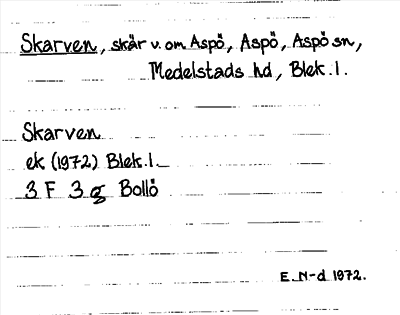 Skarven, skär v. om Aspö, Aspö, Aspö sn,
Medelstads hd, Blek. l.
Skarven
ek (1972) Blek. l.
3 F 3 g Bollö
E. N-d 1972.